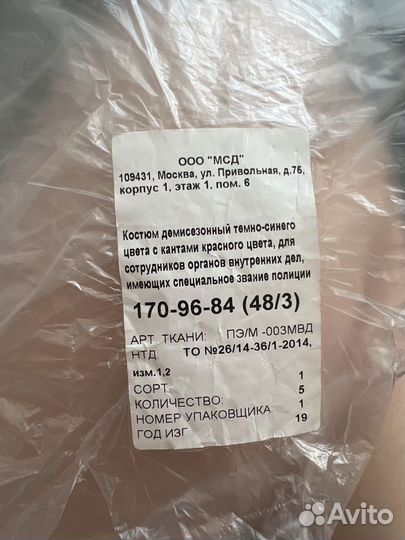 ООО "МСД"
109431, Москва, ул. Привольная, д.75,
корпус 1, этаж 1, пом. 6
Костюм демисезонный темно-синего
цвета с кантами красного цвета, для
сотрудников органов внутренних дел,
имеющих специальное звание полиции
170-96-84 (48/3)
АРТ. ТКАНИ: ПЭ/М -003МВД
НТД ТО №26/14-36/1-2014,
изм.1,2
СОРТ. 1
КОЛИЧЕСТВО: 5
НОМЕР УПАКОВЩИКА 1
ГОД ИЗГ 19
Avito